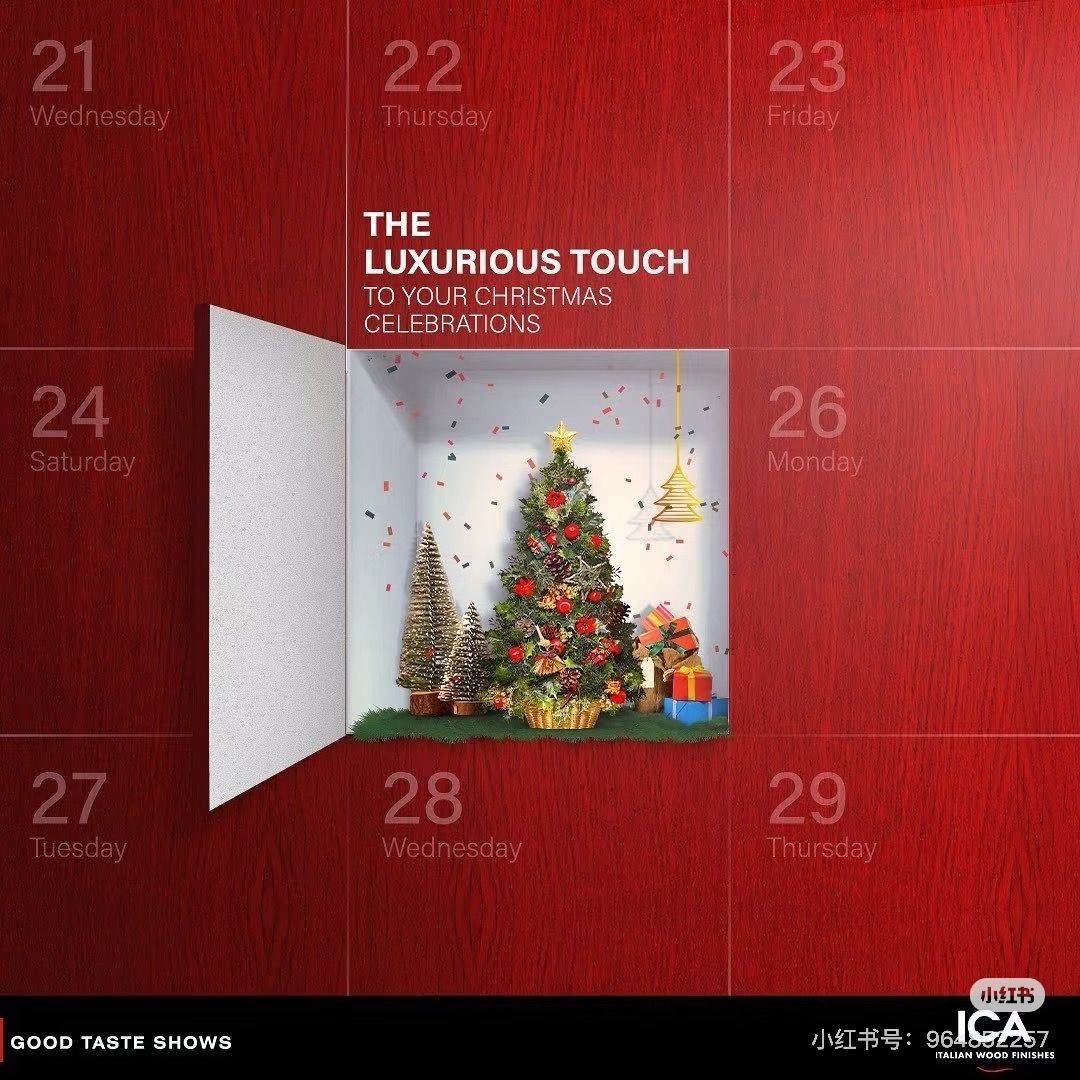 21
Wednesday
22
Thursday
23
Friday
THE
LUXURIOUS TOUCH
TO YOUR CHRISTMAS
CELEBRATIONS
24
Saturday
26
Monday
27
Tuesday
28
Wednesday
29
Thursday
GOOD TASTE SHOWS
小红书
ICA
小红书号：964852257
ITALIAN WOOD FINISHES